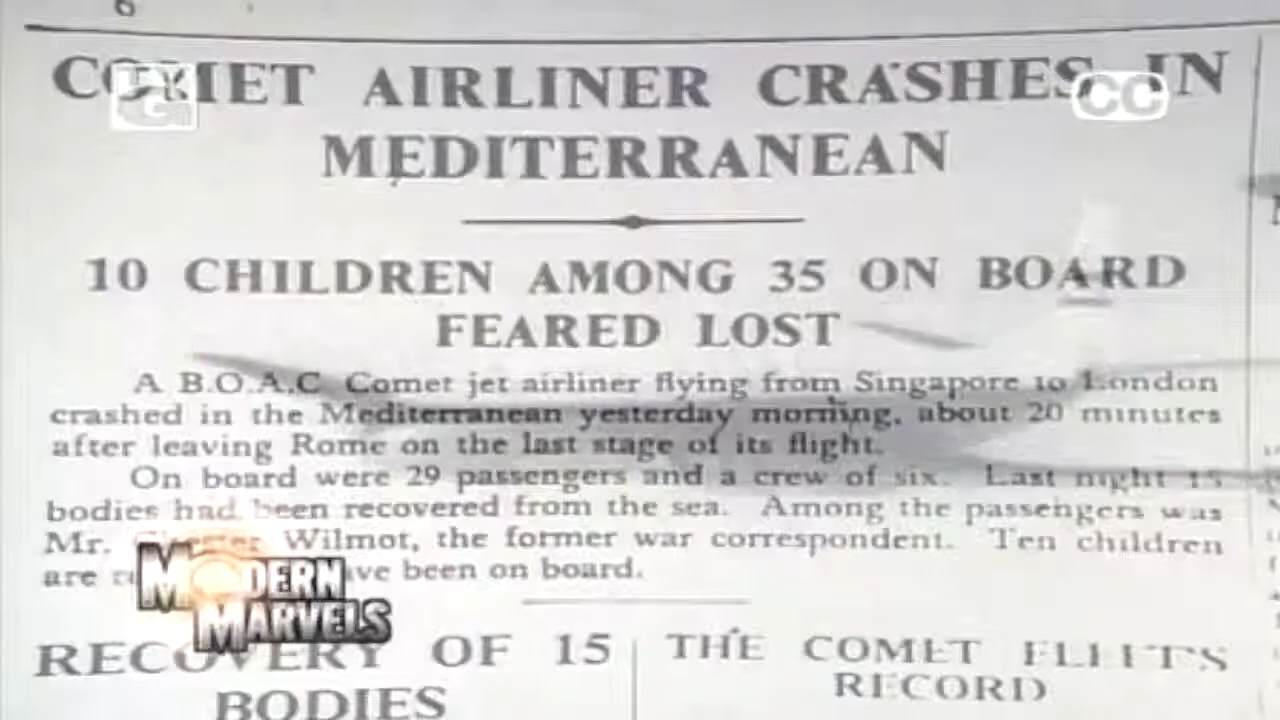 6
COMET AIRLINER CRASHES IN
MEDITERRANEAN
G
CC
10 CHILDREN AMONG 35 ON BOARD
FEARED LOST
A B.O.A.C. Comet jet airliner flying from Singapore to London
crashed in the Mediterranean yesterday morning, about 20 minutes
after leaving Rome on the last stage of its flight.
On board were 29 passengers and a crew of six. Last night 15
bodies had been recovered from the sea. Among the passengers was
Mr. Wilmot, the former war correspondent. Ten children
are been on board.
MODERN
MARVELS
RECOVERY OF 15
BODIES
THE COMET FLEET'S
RECORD